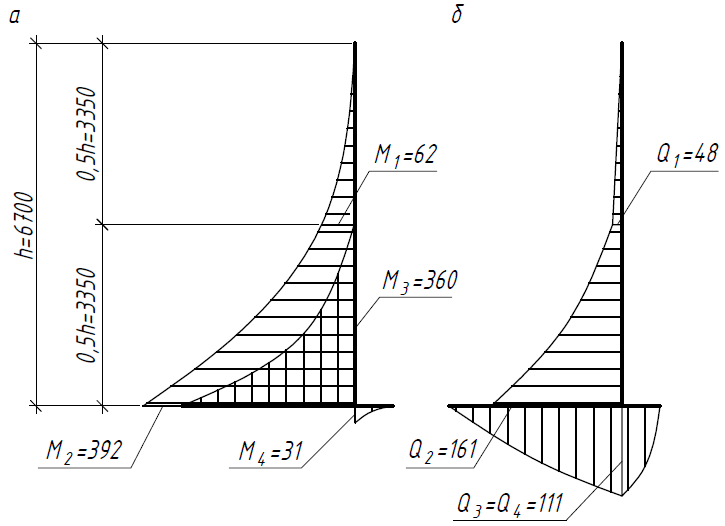 а
б
h=6700
0,5h=3350
0,5h=3350
M₁=62
Q₁=48
M₃=360
M₂=392
M₄=31
Q₂=161
Q₃=Q₄=111